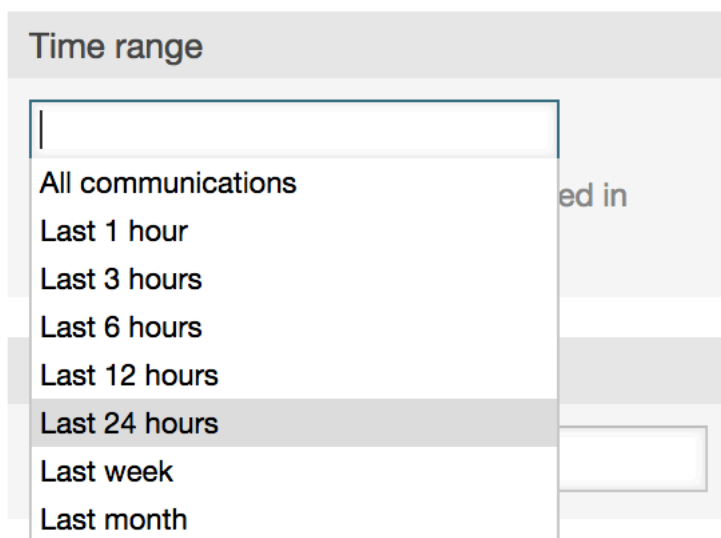 Time range
All communications
ed in
Last 1 hour
Last 3 hours
Last 6 hours
Last 12 hours
Last 24 hours
Last week
Last month